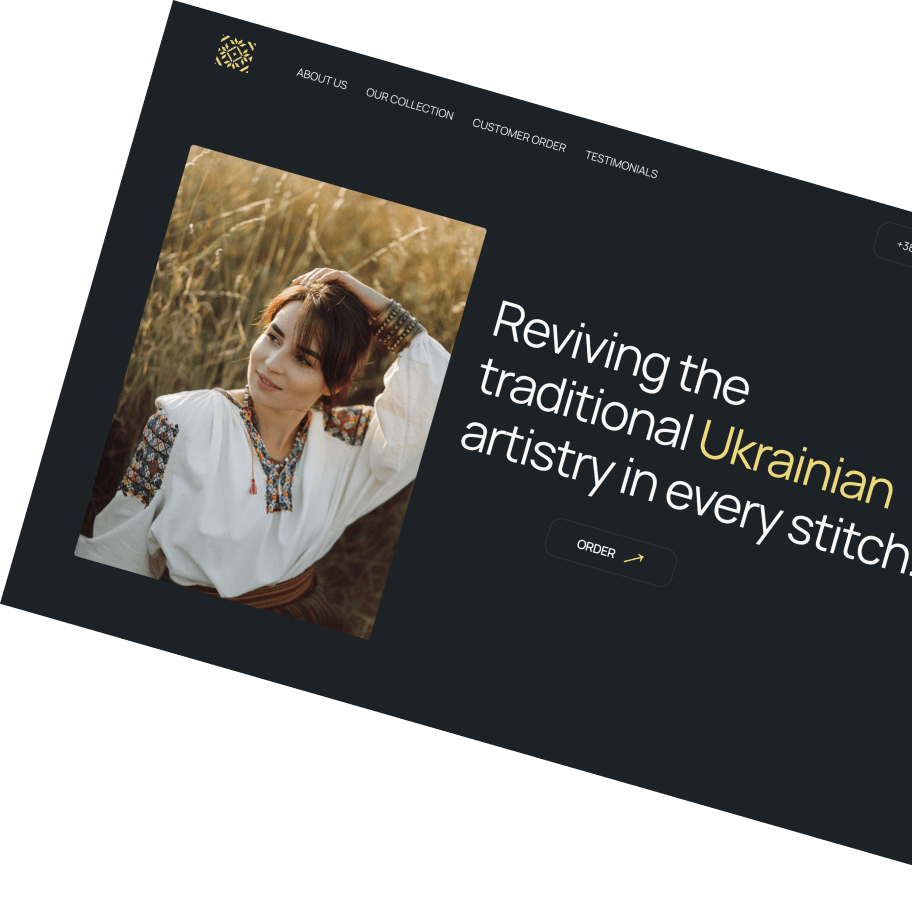 ABOUT US
OUR COLLECTION
CUSTOMER ORDER
TESTIMONIALS
+38
Reviving the
traditional Ukrainian
artistry in every stitch.
ORDER